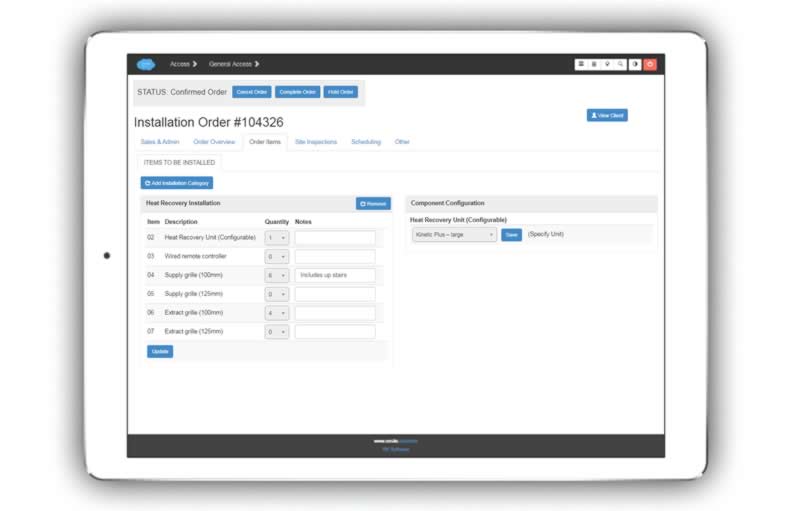 Access
General Access
STATUS: Confirmed Order Cancel Order Complete Order Hold Order
Installation Order #104326
View Client
Sales & Admin Order Overview Order Items Site Inspections Scheduling Other
ITEMS TO BE INSTALLED
Add Installation Category
Heat Recovery Installation Remove
Item Description Quantity Notes
02 Heat Recovery Unit (Configurable) 1
03 Wired remote controller 0
04 Supply grille (100mm) 6 Includes up stairs
05 Supply grille (125mm) 0
06 Extract grille (100mm) 4
07 Extract grille (125mm) 0
Update
Component Configuration
Heat Recovery Unit (Configurable)
Kinetic Plus – large Save (Specify Unit)